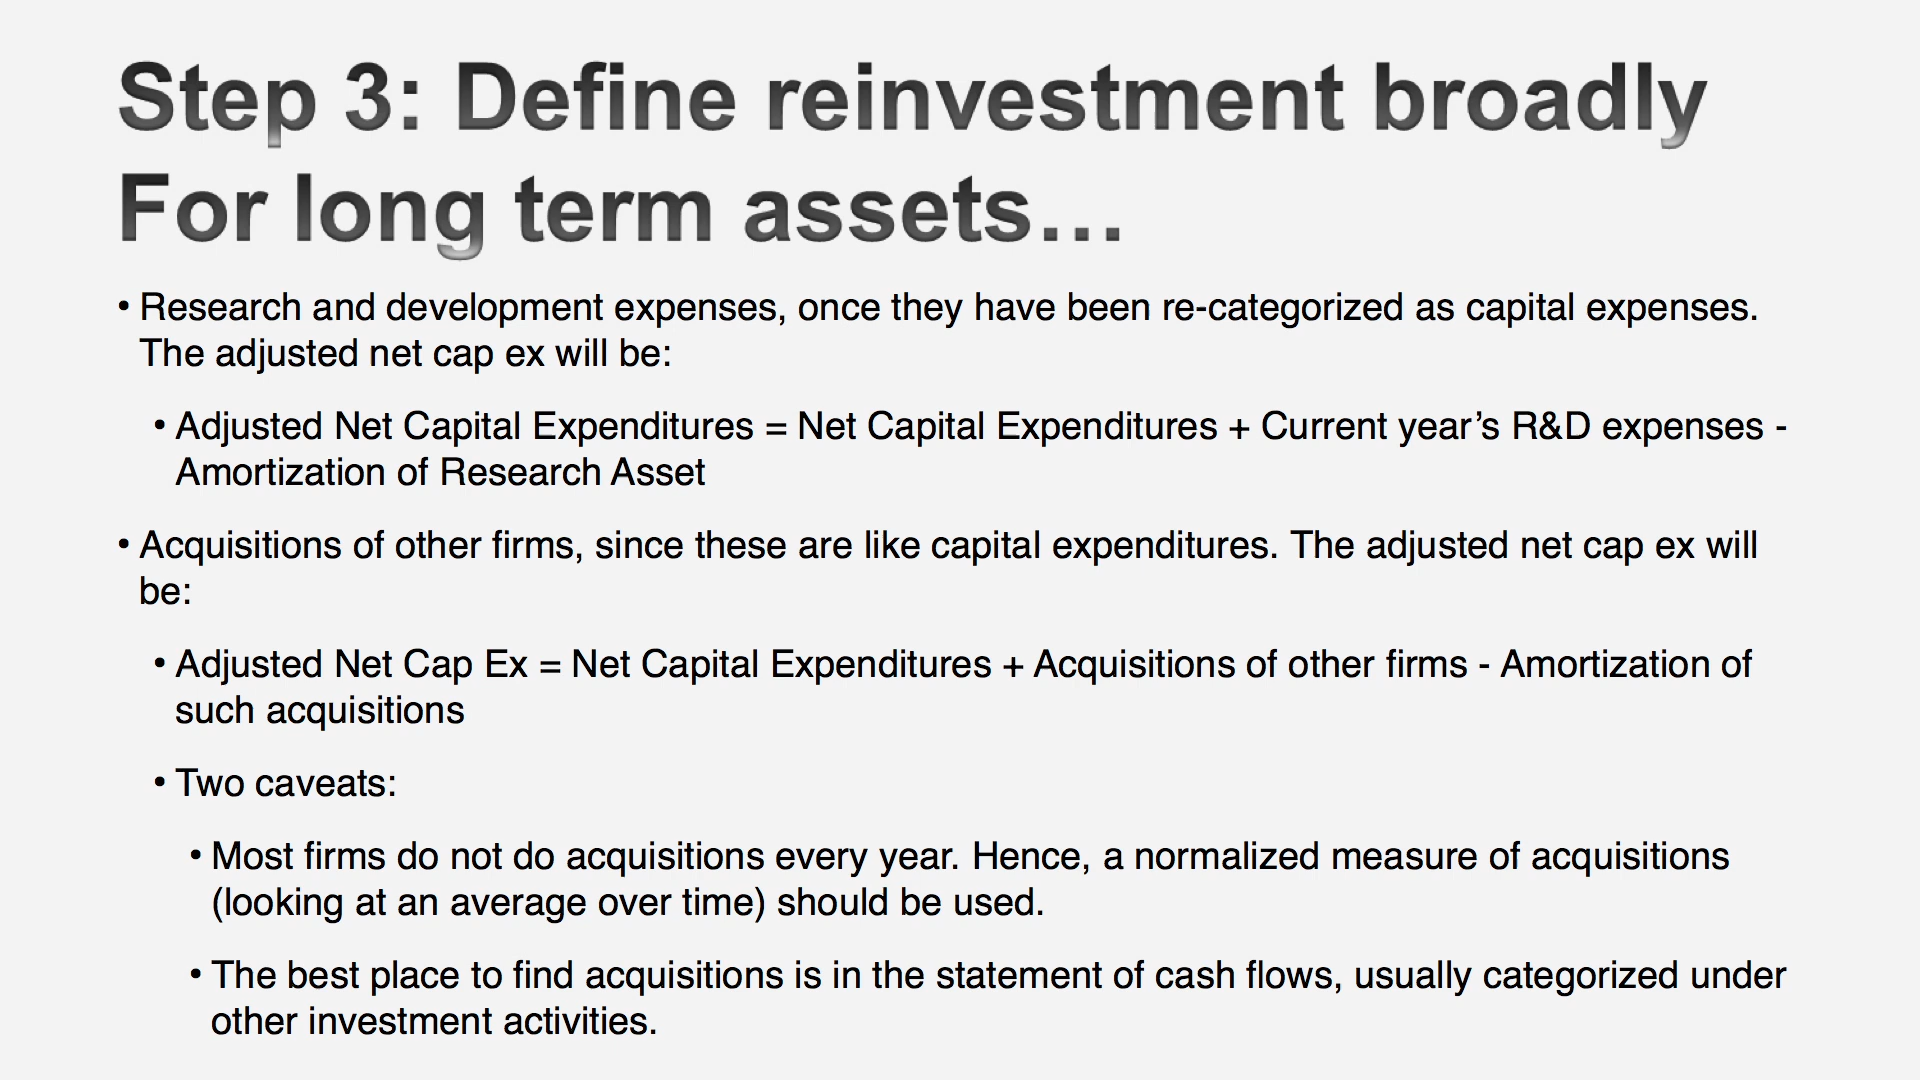 Step 3: Define reinvestment broadly
For long term assets…
• Research and development expenses, once they have been re-categorized as capital expenses.
The adjusted net cap ex will be:
• Adjusted Net Capital Expenditures = Net Capital Expenditures + Current year’s R&D expenses -
Amortization of Research Asset
• Acquisitions of other firms, since these are like capital expenditures. The adjusted net cap ex will
be:
• Adjusted Net Cap Ex = Net Capital Expenditures + Acquisitions of other firms - Amortization of
such acquisitions
• Two caveats:
• Most firms do not do acquisitions every year. Hence, a normalized measure of acquisitions
(looking at an average over time) should be used.
• The best place to find acquisitions is in the statement of cash flows, usually categorized under
other investment activities.